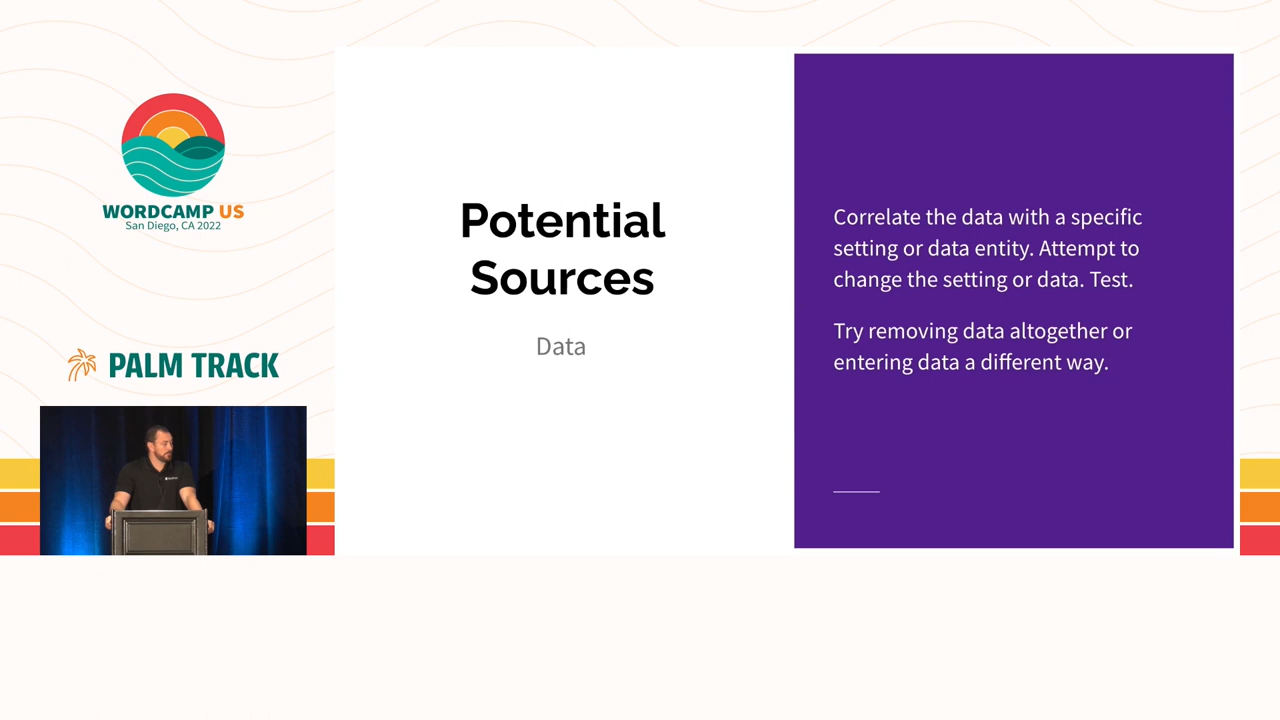 WORDCAMP US
San Diego, CA 2022
PALM TRACK
Potential
Sources
Data
Correlate the data with a specific
setting or data entity. Attempt to
change the setting or data. Test.
Try removing data altogether or
entering data a different way.